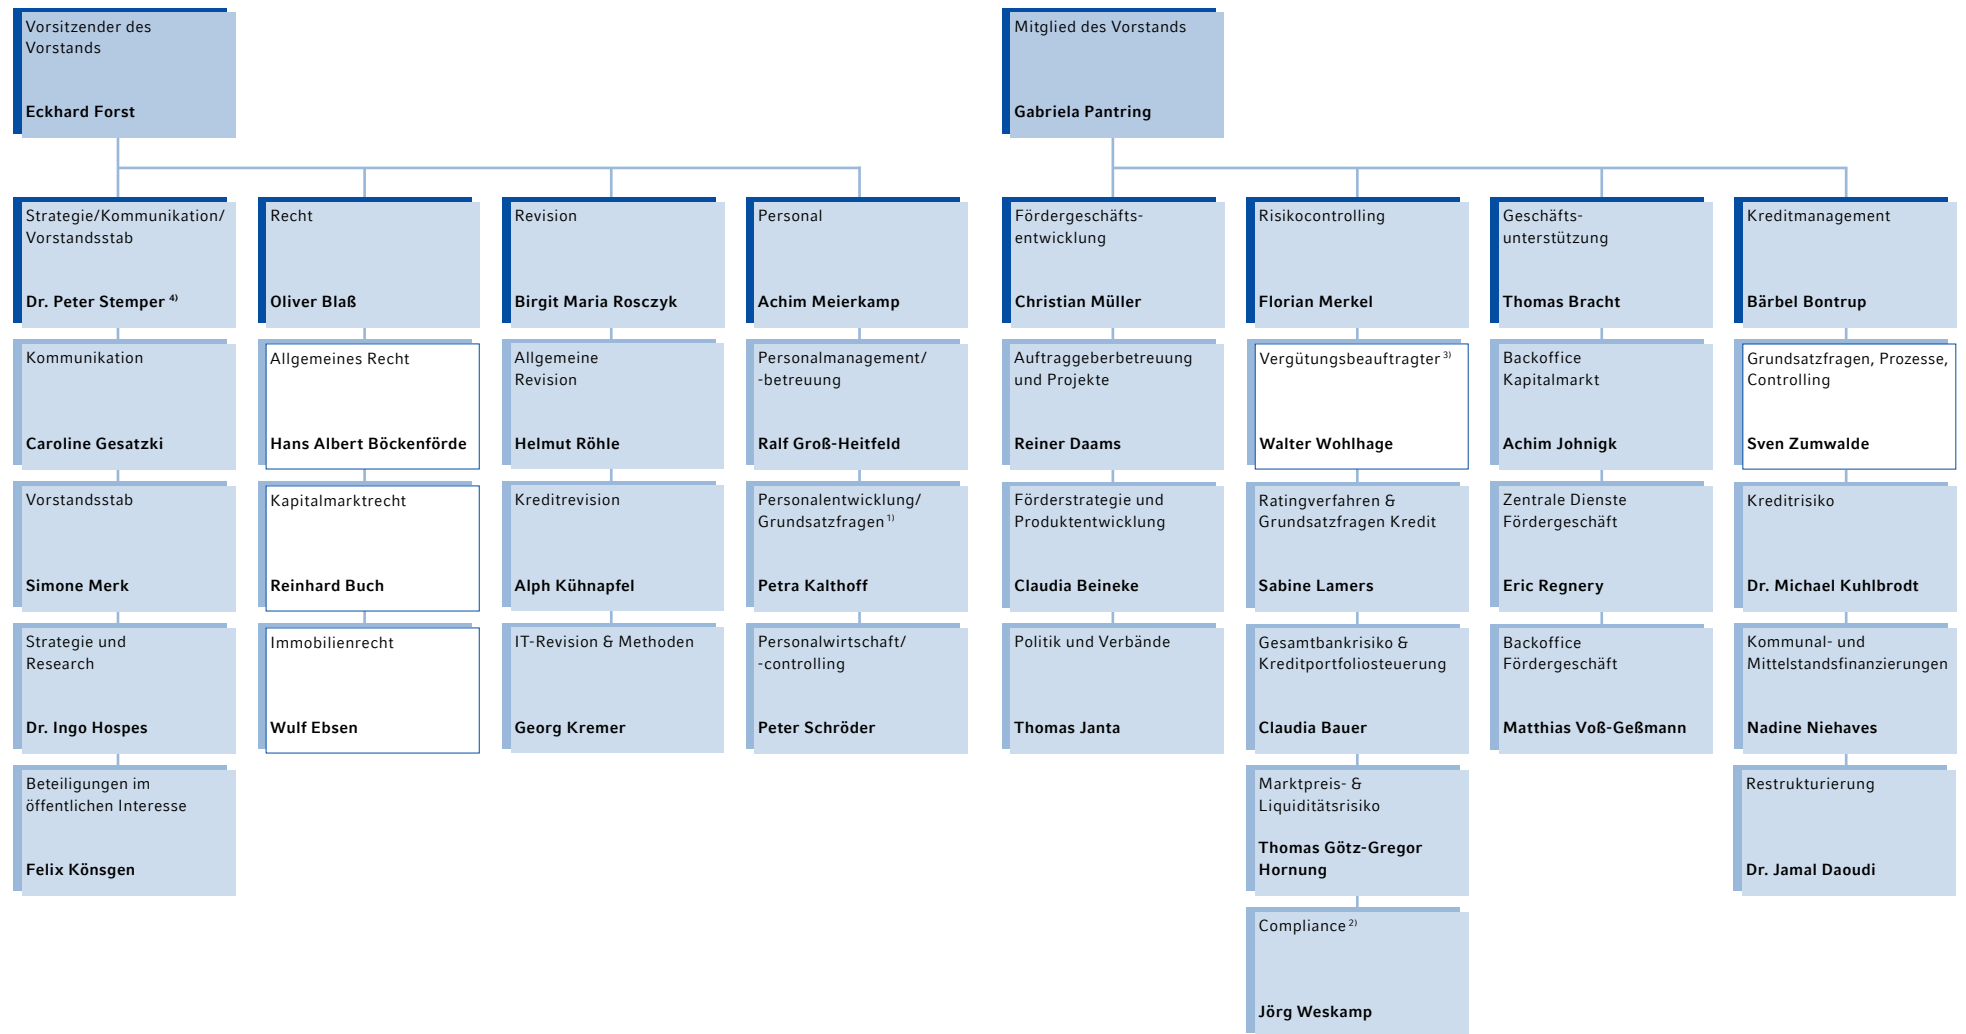 Vorsitzender des
Vorstands
Eckhard Forst
Mitglied des Vorstands
Gabriela Pantring
Strategie/Kommunikation/
Vorstandsstab
Dr. Peter Stemper 4)
Recht
Oliver Blaß
Revision
Birgit Maria Rosczyk
Personal
Achim Meierkamp
Fördergeschäfts-
entwicklung
Christian Müller
Risikocontrolling
Florian Merkel
Geschäfts-
unterstützung
Thomas Bracht
Kreditmanagement
Bärbel Bontrup
Kommunikation
Caroline Gesatzki
Allgemeines Recht
Hans Albert Böckenförde
Allgemeine
Revision
Helmut Röhle
Personalmanagement/
-betreuung
Ralf Groß-Heitfeld
Auftraggeberbetreuung
und Projekte
Reiner Daams
Vergütungsbeauftragter 3)
Walter Wohlhage
Backoffice
Kapitalmarkt
Achim Johnigk
Grundsatzfragen, Prozesse,
Controlling
Sven Zumwalde
Vorstandsstab
Simone Merk
Kapitalmarktrecht
Reinhard Buch
Kreditrevision
Alph Kühnapfel
Personalentwicklung/
Grundsatzfragen 1)
Petra Kalthoff
Förderstrategie und
Produktentwicklung
Claudia Beineke
Ratingverfahren &
Grundsatzfragen Kredit
Sabine Lamers
Zentrale Dienste
Fördergeschäft
Eric Regnery
Kreditrisiko
Dr. Michael Kuhlbrodt
Strategie und
Research
Dr. Ingo Hospes
Immobilienrecht
Wulf Ebsen
IT-Revision & Methoden
Georg Kremer
Personalwirtschaft/
-controlling
Peter Schröder
Politik und Verbände
Thomas Janta
Gesamtbankrisiko &
Kreditportfoliosteuerung
Claudia Bauer
Backoffice
Fördergeschäft
Matthias Voß-Geßmann
Kommunal- und
Mittelstandsfinanzierungen
Nadine Niehaves
Beteiligungen im
öffentlichen Interesse
Felix Könsgen
Marktpreis- &
Liquiditätsrisiko
Thomas Götz-Gregor
Hornung
Restrukturierung
Dr. Jamal Daoudi
Compliance 2)
Jörg Weskamp